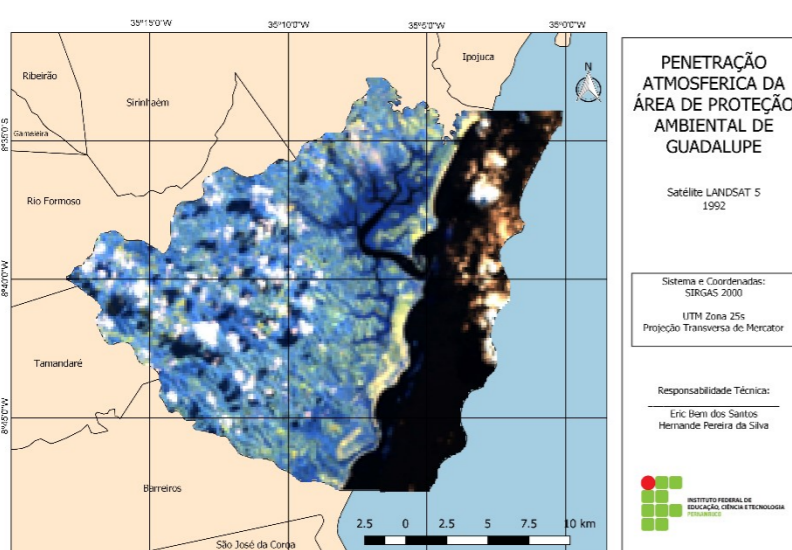 35°15'0"W
35°10'0"W
35°5'0"W
35°0'0"W
Ipojuca
N
Ribeirão
Sirinhaém
Gameleira
8°35'0"S
Rio Formoso
8°40'0"W
Tamandaré
8°45'0"W
Barreiros
São José da Coroa
2.5 0 2.5 5 7.5 10 km
PENETRAÇÃO
ATMOSFERICA DA
ÁREA DE PROTEÇÃO
AMBIENTAL DE
GUADALUPE
Satélite LANDSAT 5
1992
Sistema e Coordenadas:
SIRGAS 2000
UTM Zona 25s
Projeção Transversa de Mercator
Responsabilidade Técnica:
Eric Bem dos Santos
Hernande Pereira da Silva
INSTITUTO FEDERAL DE
EDUCAÇÃO, CIÊNCIA E TECNOLOGIA
PERNAMBUCO